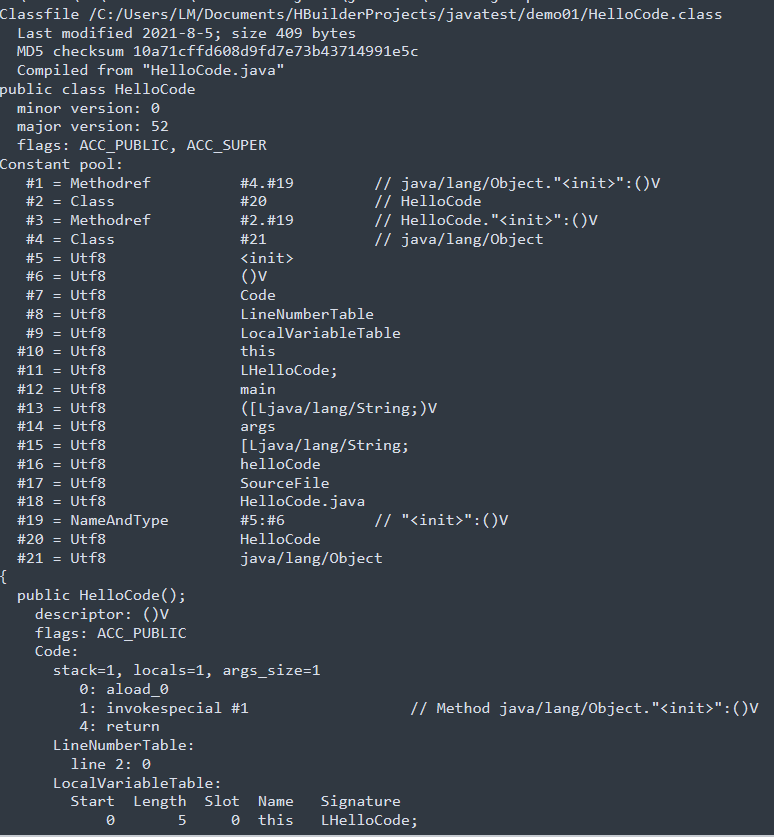 Classfile /C:/Users/LM/Documents/HBuilderProjects/javatest/demo01/HelloCode.class
  Last modified 2021-8-5; size 409 bytes
  MD5 checksum 10a71cffd608d9fd7e73b43714991e5c
  Compiled from "HelloCode.java"
public class HelloCode
  minor version: 0
  major version: 52
  flags: ACC_PUBLIC, ACC_SUPER
Constant pool:
   #1 = Methodref          #4.#19         // java/lang/Object."<init>":()V
   #2 = Class              #20            // HelloCode
   #3 = Methodref          #2.#19         // HelloCode."<init>":()V
   #4 = Class              #21            // java/lang/Object
   #5 = Utf8               <init>
   #6 = Utf8               ()V
   #7 = Utf8               Code
   #8 = Utf8               LineNumberTable
   #9 = Utf8               LocalVariableTable
  #10 = Utf8               this
  #11 = Utf8               LHelloCode;
  #12 = Utf8               main
  #13 = Utf8               ([Ljava/lang/String;)V
  #14 = Utf8               args
  #15 = Utf8               [Ljava/lang/String;
  #16 = Utf8               helloCode
  #17 = Utf8               SourceFile
  #18 = Utf8               HelloCode.java
  #19 = NameAndType        #5:#6          // "<init>":()V
  #20 = Utf8               HelloCode
  #21 = Utf8               java/lang/Object
{
  public HelloCode();
    descriptor: ()V
    flags: ACC_PUBLIC
    Code:
      stack=1, locals=1, args_size=1
         0: aload_0
         1: invokespecial #1                  // Method java/lang/Object."<init>":()V
         4: return
      LineNumberTable:
        line 2: 0
      LocalVariableTable:
        Start  Length  Slot  Name   Signature
            0       5     0  this   LHelloCode;